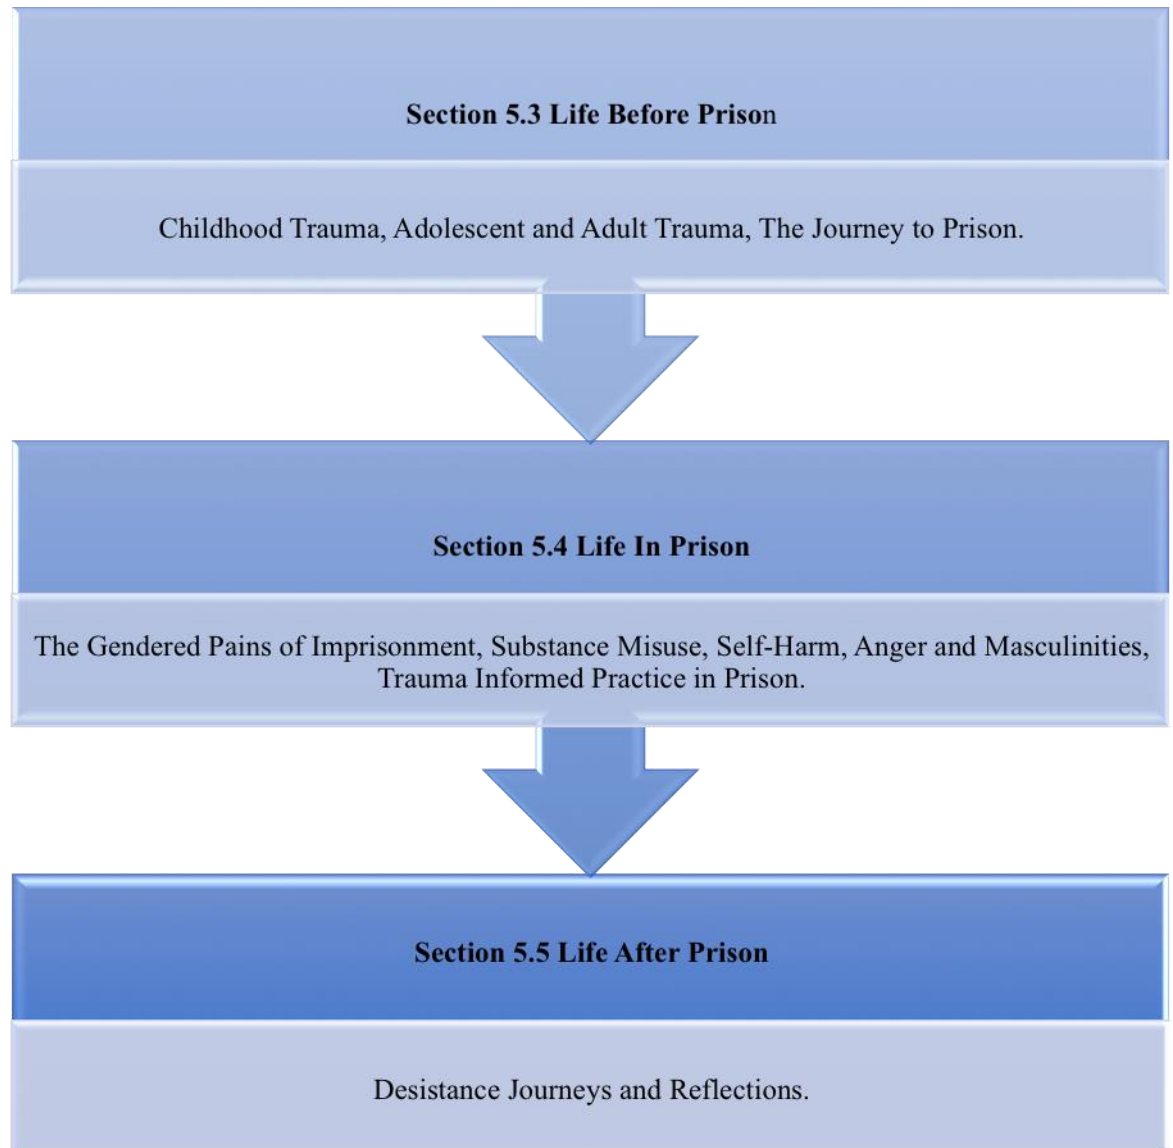 Section 5.3 Life Before Prison
Childhood Trauma, Adolescent and Adult Trauma, The Journey to Prison.
Section 5.4 Life In Prison
The Gendered Pains of Imprisonment, Substance Misuse, Self-Harm, Anger and Masculinities,
Trauma Informed Practice in Prison.
Section 5.5 Life After Prison
Desistance Journeys and Reflections.